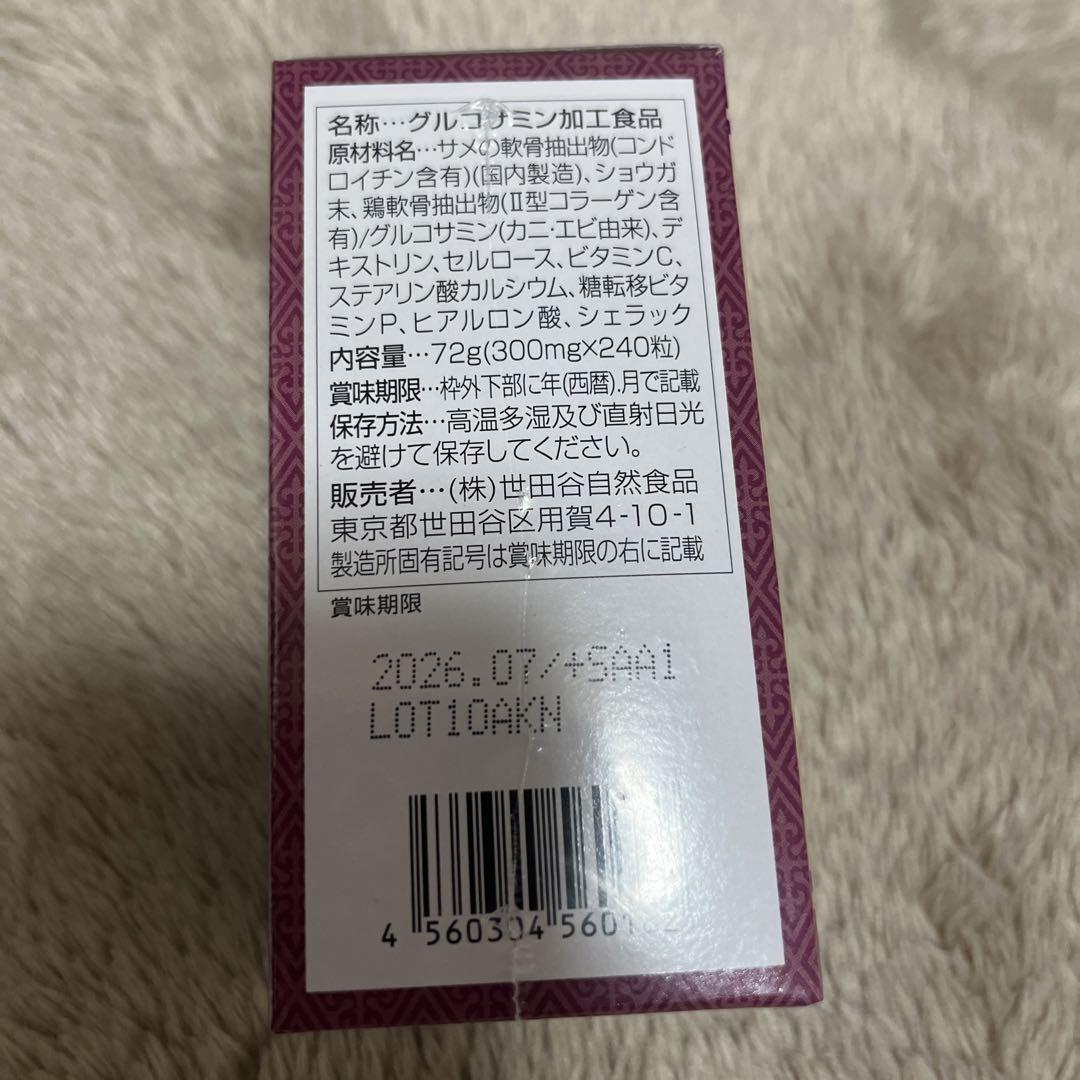 名称…グルコサミン加工食品
原材料名…サメの軟骨抽出物(コンド
ロイチン含有)(国内製造)、ショウガ
末、鶏軟骨抽出物(Ⅱ型コラーゲン含
有)/グルコサミン(カニ・エビ由来)、デ
キストリン、セルロース、ビタミンC、
ステアリン酸カルシウム、糖転移ビタ
ミンP、ヒアルロン酸、シェラック
内容量…72g(300mg×240粒)
賞味期限…枠外下部に年(西暦).月で記載
保存方法…高温多湿及び直射日光
を避けて保存してください。
販売者…(株)世田谷自然食品
東京都世田谷区用賀4-10-1
製造所固有記号は賞味期限の右に記載
賞味期限
2026.07/+SAA1
LOT10AKN
4 560304